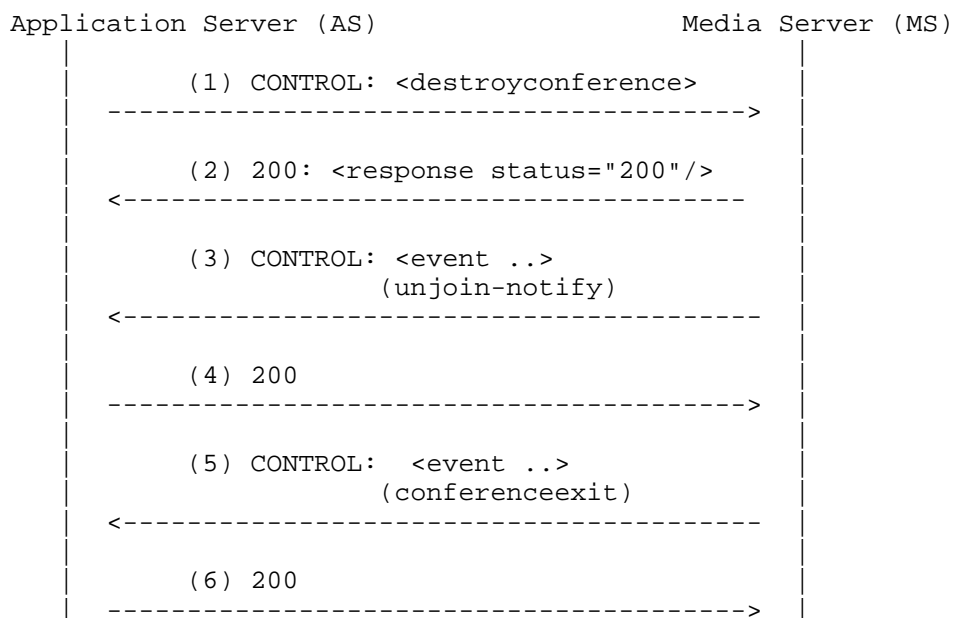 Application Server (AS) Media Server (MS)
(1) CONTROL: <destroyconference>
(2) 200: <response status="200"/>
(3) CONTROL: <event ..>
(unjoin-notify)
(4) 200
(5) CONTROL: <event ..>
(conferenceexit)
(6) 200